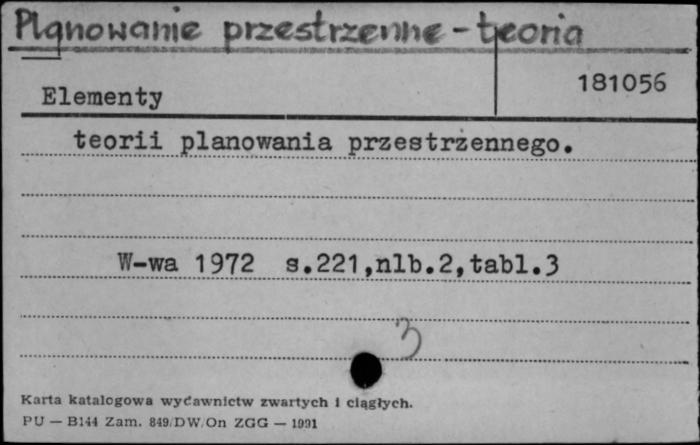 Planowanie przestrzenne - teoria
181056
Elementy
teorii planowania przestrzennego.
W-wa 1972 s.221,nlb.2,tabl.3
3
Karta katalogowa wydawnictw zwartych i ciągłych.
PU — B144 Zam. 849/DW/On ZGG — 1991